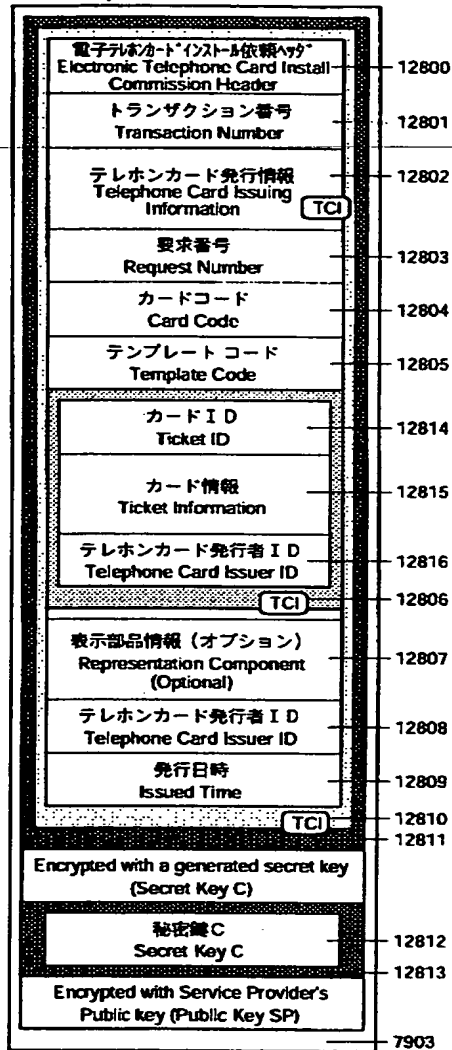 電子テレホンカード インストール依頼ヘッダ
Electronic Telephone Card Install
Commission Header
12800
トランザクション番号
Transaction Number
12801
テレホンカード発行情報
Telephone Card Issuing
Information
TCI
12802
要求番号
Request Number
12803
カードコード
Card Code
12804
テンプレート コード
Template Code
12805
カードID
Ticket ID
12814
カード情報
Ticket Information
12815
テレホンカード発行者ID
Telephone Card Issuer ID
12816
TCI
12806
表示部品情報（オプション）
Representation Component
(Optional)
12807
テレホンカード発行者ID
Telephone Card Issuer ID
12808
発行日時
Issued Time
12809
TCI
12810
12811
Encrypted with a generated secret key
(Secret Key C)
秘密鍵C
Secret Key C
12812
12813
Encrypted with Service Provider's
Public key (Public Key SP)
7903